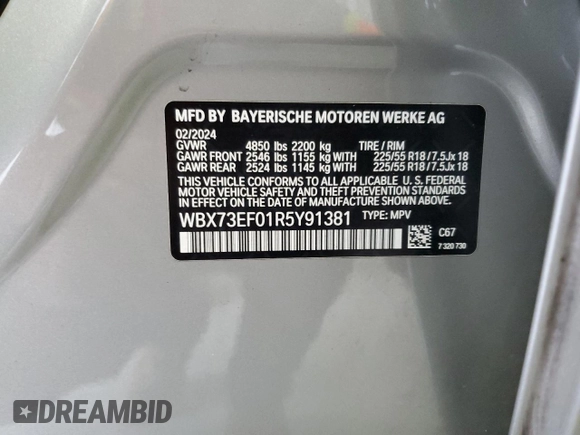 MFD BY BAYERISCHE MOTOREN WERKE AG
02/2024
GVWR 4850 lbs 2200 kg TIRE / RIM
GAWR FRONT 2546 lbs 1155 kg WITH 225/55 R18 / 7.5Jx 18
GAWR REAR 2524 lbs 1145 kg WITH 225/55 R18 / 7.5Jx 18
THIS VEHICLE CONFORMS TO ALL APPLICABLE U.S. FEDERAL
MOTOR VEHICLE SAFETY AND THEFT PREVENTION STANDARDS
IN EFFECT ON THE DATE OF MANUFACTURE SHOWN ABOVE.
WBX73EF01R5Y91381 TYPE: MPV
C67
7 320 730
DREAMBID